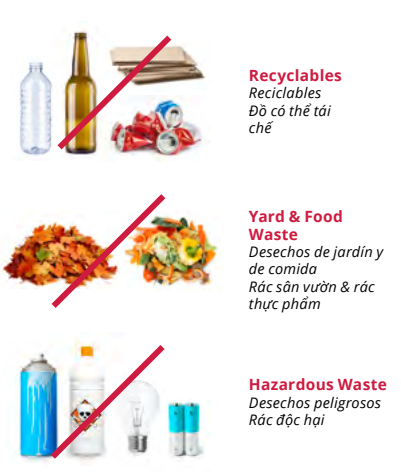 Recyclables
Reciclables
Đồ có thể tái
chế
Yard & Food
Waste
Desechos de jardín y
de comida
Rác sân vườn & rác
thực phẩm
Hazardous Waste
Desechos peligrosos
Rác độc hại